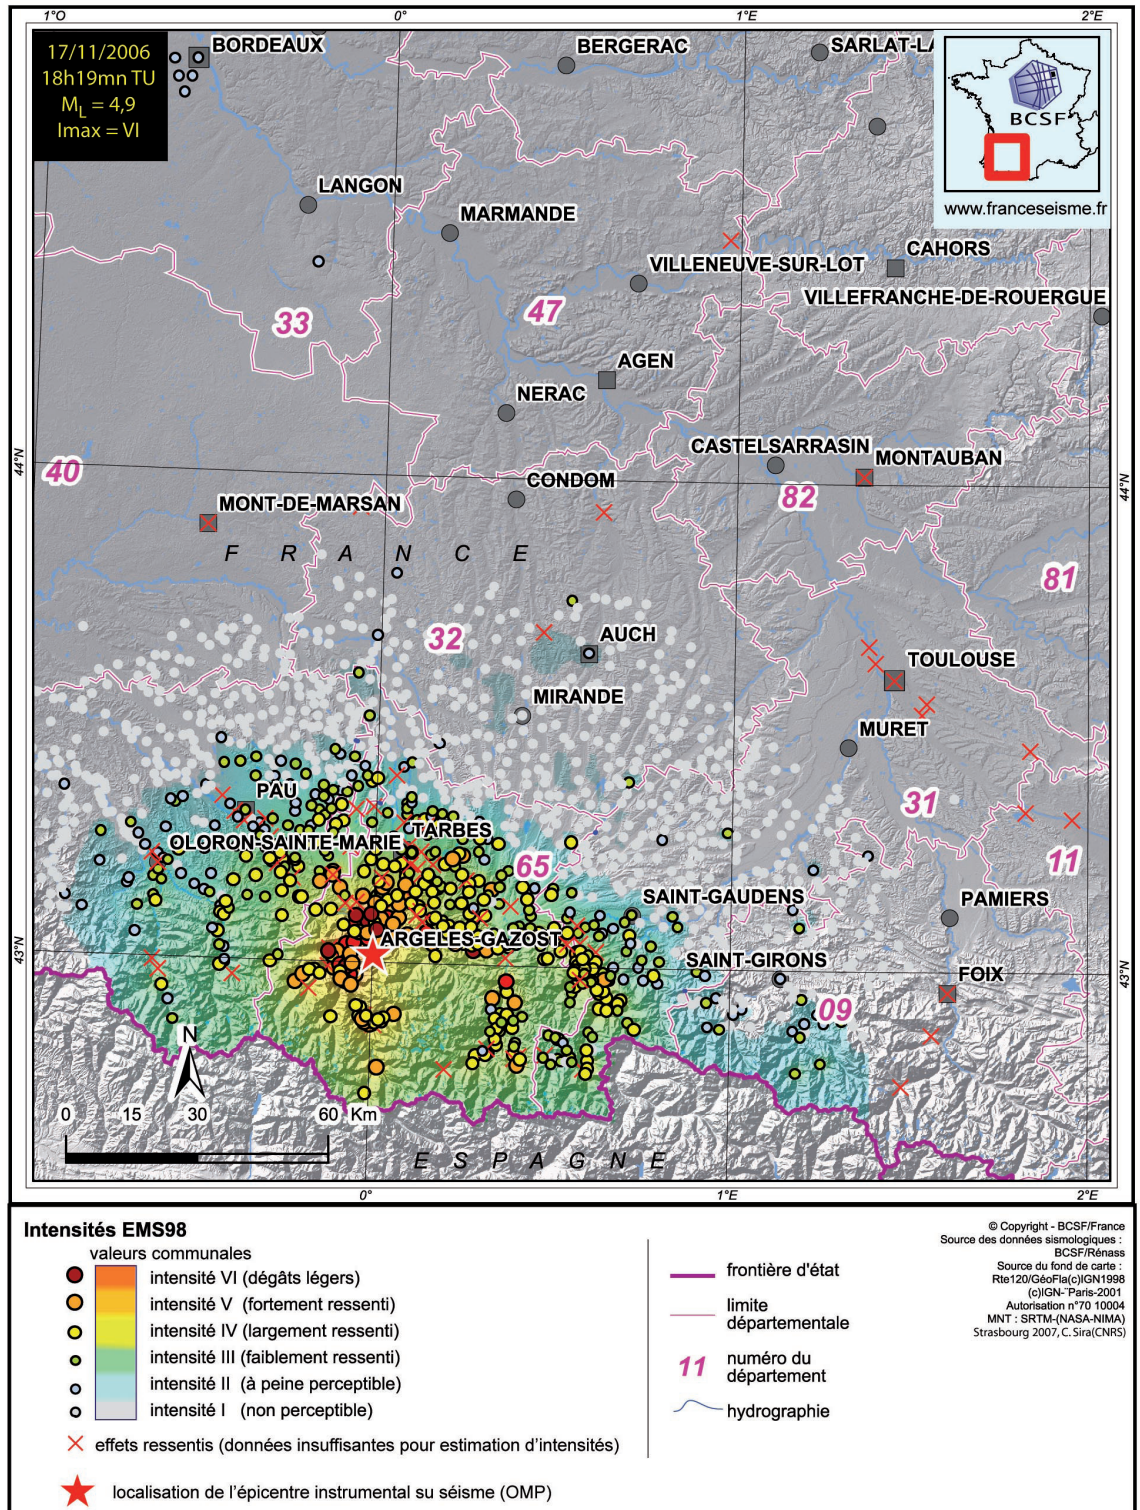 1°O 0° 1°E 2°E
17/11/2006
18h19mn TU
ML = 4,9
Imax = VI
BORDEAUX
BERGERAC
SARLAT-LA
BCSF
www.franceseisme.fr
LANGON
MARMANDE
CAHORS
VILLENEUVE-SUR-LOT
VILLEFRANCHE-DE-ROUERGUE
33
47
AGEN
NERAC
CASTELSARRASIN
MONTAUBAN
44°N
44°N
40
CONDOM
82
MONT-DE-MARSAN
FRANCE
81
32
AUCH
TOULOUSE
MIRANDE
MURET
PAU
31
TARBES
OLORON-SAINTE-MARIE
65
11
SAINT-GAUDENS
PAMIERS
ARGELES-GAZOST
43°N
SAINT-GIRONS
FOIX
43°N
09
N
0 15 30 60 Km
ESPAGNE
0° 1°E 2°E
Intensités EMS98
valeurs communales
intensité VI (dégâts légers)
intensité V (fortement ressenti)
intensité IV (largement ressenti)
intensité III (faiblement ressenti)
intensité II (à peine perceptible)
intensité I (non perceptible)
effets ressentis (données insuffisantes pour estimation d'intensités)
localisation de l'épicentre instrumental su séisme (OMP)
frontière d'état
limite
départementale
11 numéro du
département
hydrographie
© Copyright - BCSF/France
Source des données sismologiques :
BCSF/Rénass
Source du fond de carte :
Rte120/GéoFla(c)IGN1998
(c)IGN-¨Paris-2001
Autorisation n°70 10004
MNT : SRTM-(NASA-NIMA)
Strasbourg 2007, C. Sira(CNRS)